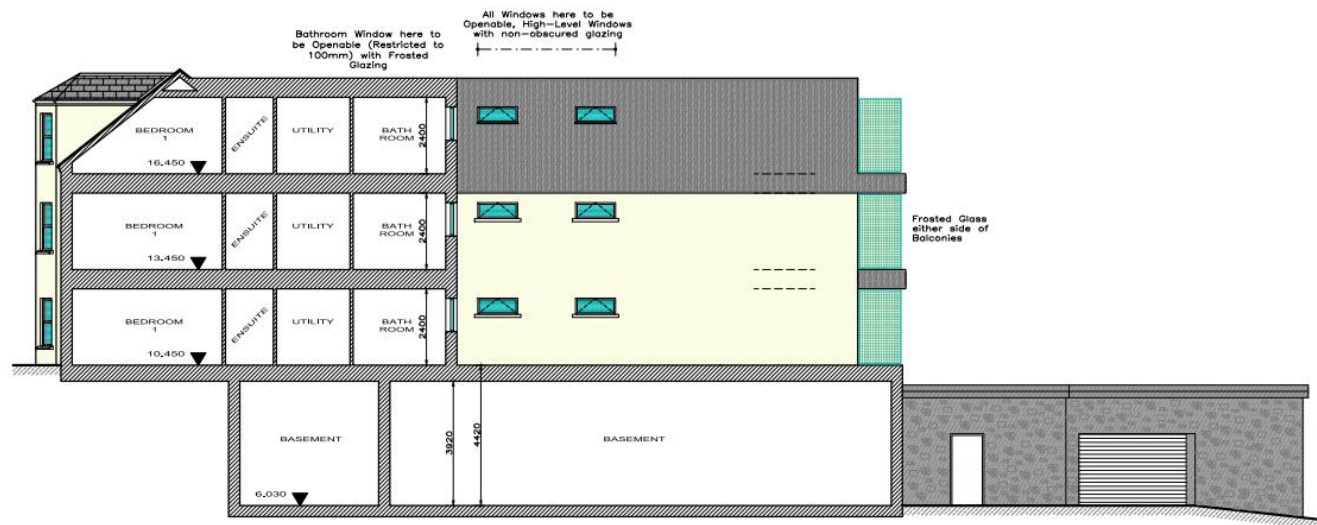 All Windows here to be
Openable, High-Level Windows
with non-obscured glazing
Bathroom Window here to
be Openable (Restricted to
100mm) with Frosted
Glazing
BEDROOM
1
ENSUITE
UTILITY
BATH
ROOM
2400
16.450
BEDROOM
1
ENSUITE
UTILITY
BATH
ROOM
2400
13.450
Frosted Glass
either side of
Balconies
BEDROOM
1
ENSUITE
UTILITY
BATH
ROOM
2400
10.450
BASEMENT
3920
4420
BASEMENT
6.030